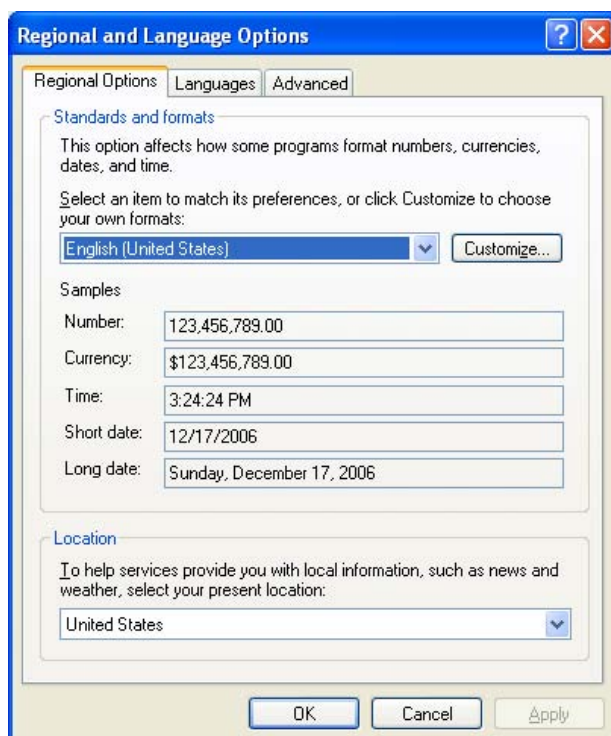 Regional and Language Options
Regional Options Languages Advanced
Standards and formats
This option affects how some programs format numbers, currencies,
dates, and time.
Select an item to match its preferences, or click Customize to choose
your own formats:
English (United States) Customize...
Samples
Number: 123,456,789.00
Currency: $123,456,789.00
Time: 3:24:24 PM
Short date: 12/17/2006
Long date: Sunday, December 17, 2006
Location
To help services provide you with local information, such as news and
weather, select your present location:
United States
OK Cancel Apply